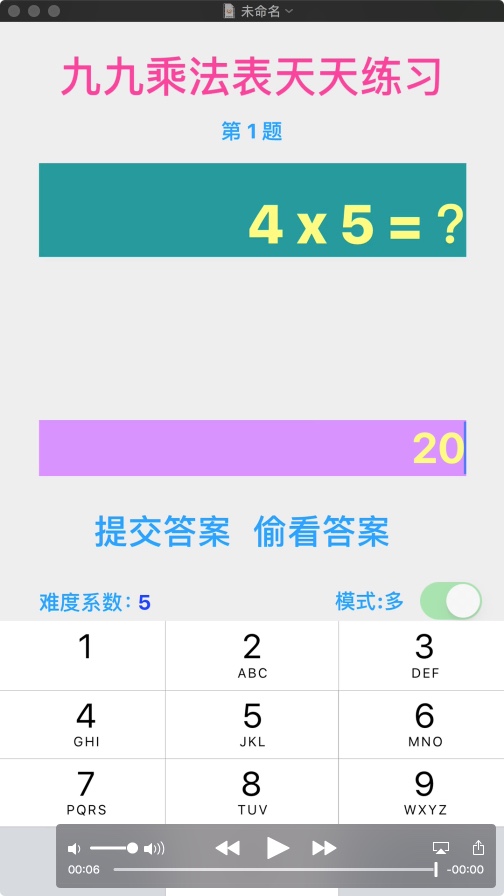 未命名
九九乘法表天天练习
第 1 题
4 x 5 = ?
20
提交答案 偷看答案
难度系数: 5 模式:多
1 2 3
ABC DEF
4 5 6
GHI JKL MNO
7 8 9
PQRS TUV WXYZ
00:06 -00:00